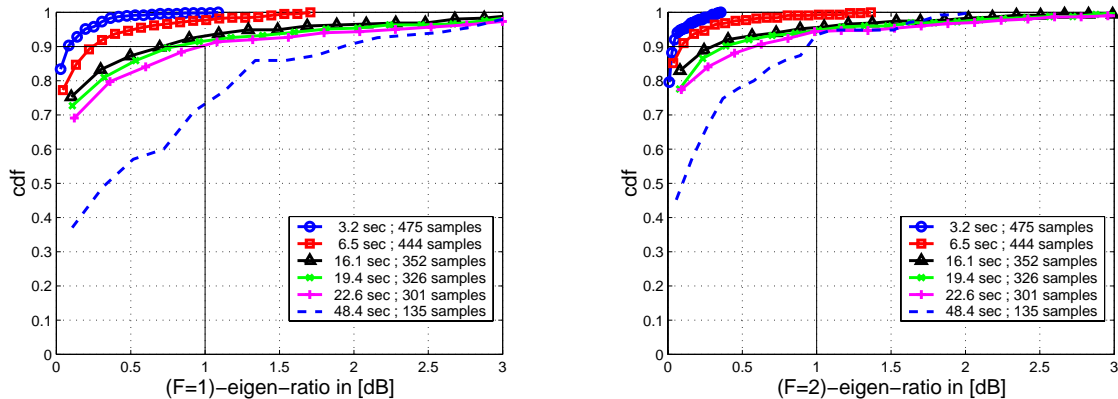 1
0.9
0.8
0.7
0.6
0.5
0.4
0.3
0.2
0.1
0
cdf
0 0.5 1 1.5 2 2.5 3
(F=1)−eigen−ratio in [dB]
3.2 sec ; 475 samples
6.5 sec ; 444 samples
16.1 sec ; 352 samples
19.4 sec ; 326 samples
22.6 sec ; 301 samples
48.4 sec ; 135 samples
1
0.9
0.8
0.7
0.6
0.5
0.4
0.3
0.2
0.1
0
cdf
0 0.5 1 1.5 2 2.5 3
(F=2)−eigen−ratio in [dB]
3.2 sec ; 475 samples
6.5 sec ; 444 samples
16.1 sec ; 352 samples
19.4 sec ; 326 samples
22.6 sec ; 301 samples
48.4 sec ; 135 samples